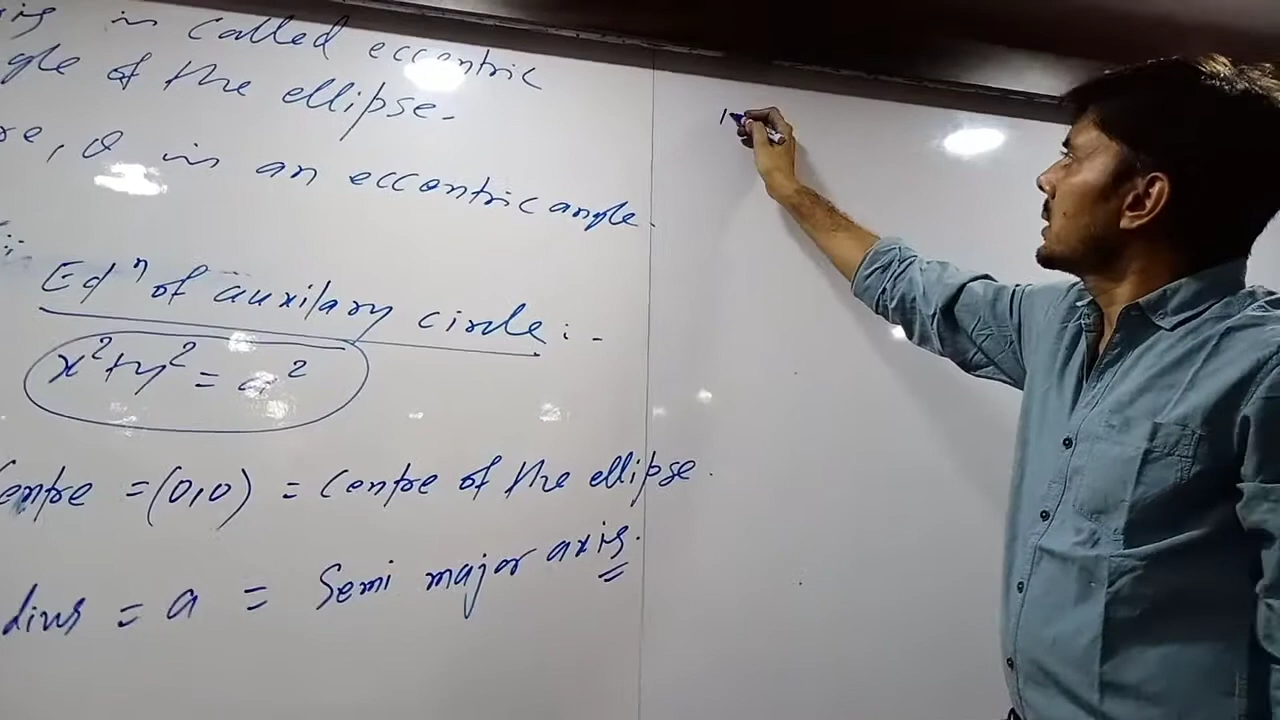 is called eccentric
of the ellipse.
, θ is an eccentric angle.
Eqⁿ of auxilary circle :-
x²+y² = a²
Centre = (0,0) = Centre of the ellipse.
dius = a = Semi major axis.